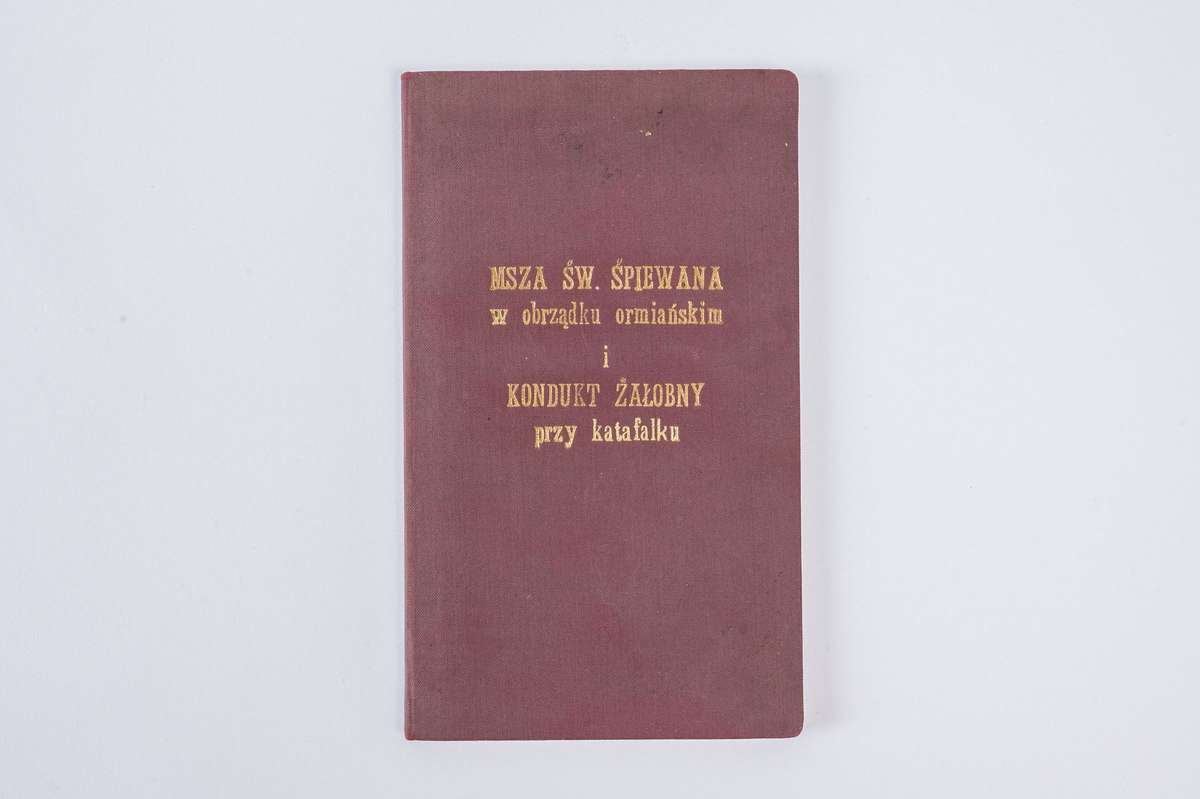 MSZA ŚW. ŚPIEWANA
w obrządku ormiańskim
i
KONDUKT ŻAŁOBNY
przy katafalku